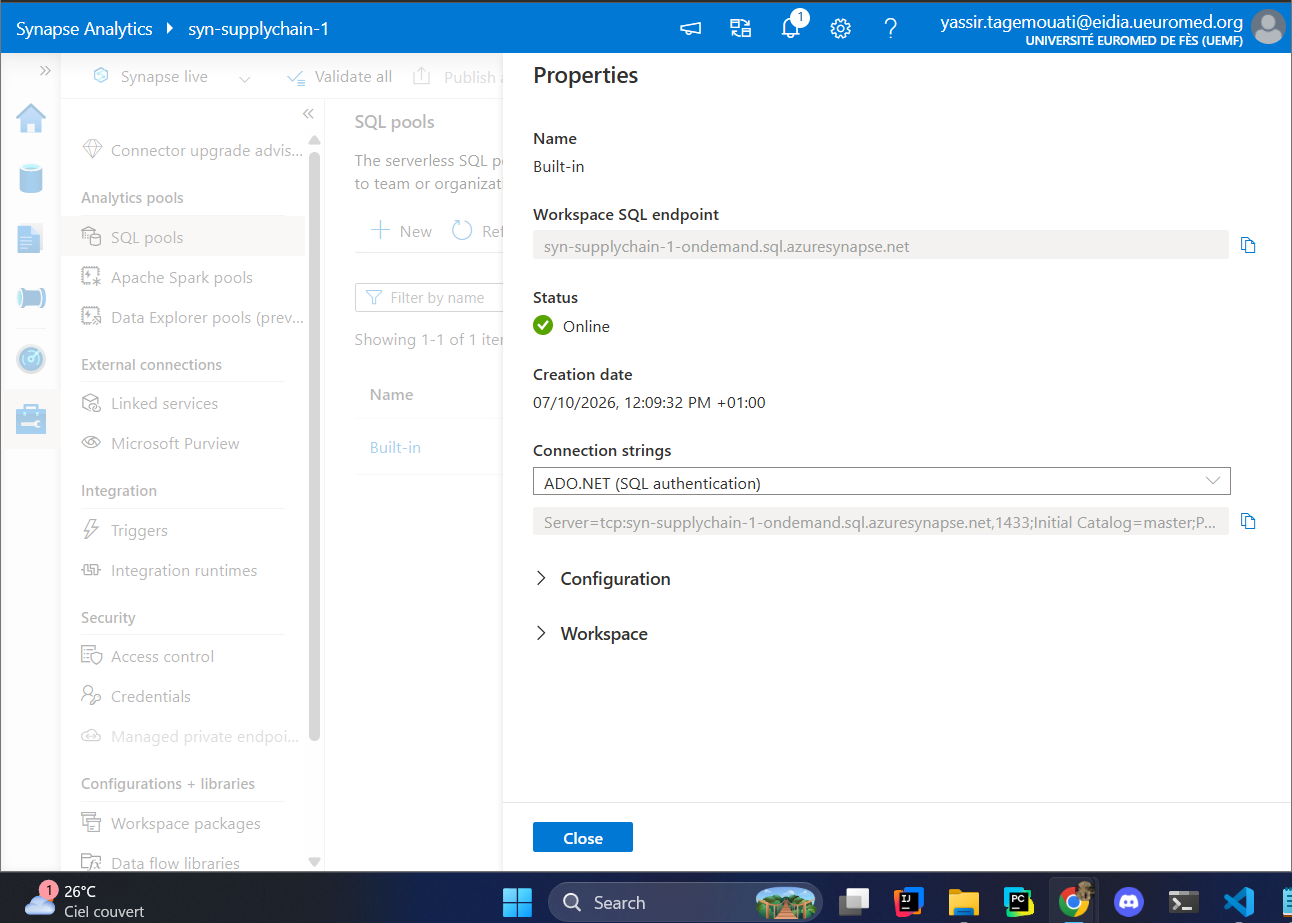 Synapse Analytics syn-supplychain-1
1
yassir.tagemouati@eidia.ueuromed.org
UNIVERSITÉ EUROMED DE FÈS (UEMF)
Synapse live
Validate all
Publish a
Connector upgrade advis...
Analytics pools
SQL pools
Apache Spark pools
Data Explorer pools (prev...
External connections
Linked services
Microsoft Purview
Integration
Triggers
Integration runtimes
Security
Access control
Credentials
Managed private endpoi...
Configurations + libraries
Workspace packages
Data flow libraries
SQL pools
The serverless SQL p
to team or organizat
New
Ref
Filter by name
Showing 1-1 of 1 iter
Name
Built-in
Properties
Name
Built-in
Workspace SQL endpoint
syn-supplychain-1-ondemand.sql.azuresynapse.net
Status
Online
Creation date
07/10/2026, 12:09:32 PM +01:00
Connection strings
ADO.NET (SQL authentication)
Server=tcp:syn-supplychain-1-ondemand.sql.azuresynapse.net,1433;Initial Catalog=master;P...
Configuration
Workspace
Close
1
26°C
Ciel couvert
Search
IJ
PC